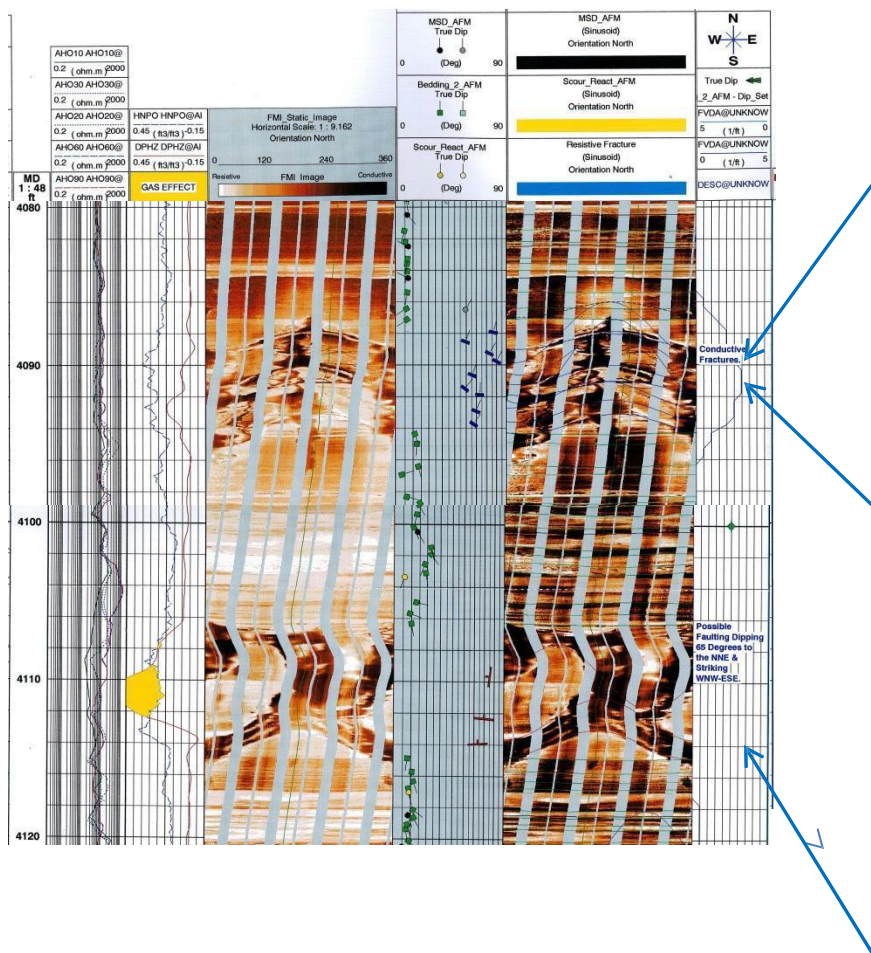 AHO10 AHO10@
0.2 ( ohm.m ) 2000
AHO30 AHO30@
0.2 ( ohm.m ) 2000
AHO20 AHO20@
0.2 ( ohm.m ) 2000
AHO60 AHO60@
0.2 ( ohm.m ) 2000
AHO90 AHO90@
0.2 ( ohm.m ) 2000
MD
1 : 48
ft
HNPO HNPO@AI
0.45 ( ft3/ft3 ) -0.15
DPHZ DPHZ@AI
0.45 ( ft3/ft3 ) -0.15
GAS EFFECT
FMI_Static_Image
Horizontal Scale: 1 : 9.162
Orientation North
0 120 240 360
Resistive FMI Image Conductive
MSD_AFM
True Dip
0 (Deg) 90
Bedding_2_AFM
True Dip
0 (Deg) 90
Scour_React_AFM
True Dip
0 (Deg) 90
MSD_AFM
(Sinusoid)
Orientation North
Scour_React_AFM
(Sinusoid)
Orientation North
Resistive Fracture
(Sinusoid)
Orientation North
N
W E
S
True Dip
i_2_AFM - Dip_Set
FVDA@UNKNOW
5 (1/ft) 0
FVDA@UNKNOW
0 (1/ft) 5
DESC@UNKNOW
4080
4090
Conductive
Fractures.
4100
Possible
Faulting Dipping
65 Degrees to
the NNE &
Striking
WNW-ESE.
4110
4120